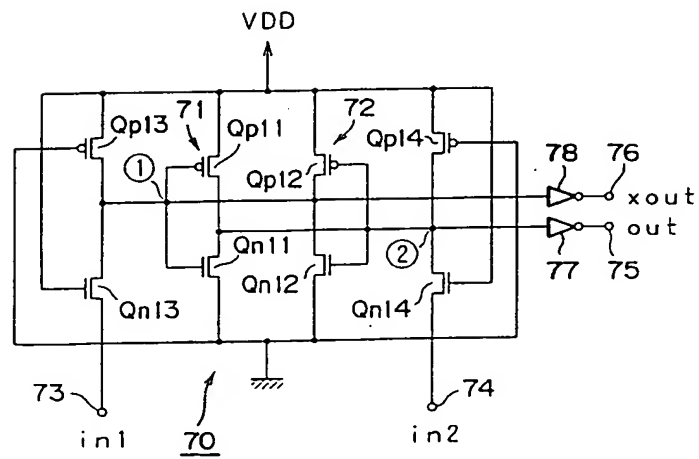 VDD
71
72
Qp13
Qp11
Qp14
78
76
①
Qp12
xout
out
Qn11
②
77
75
Qn13
Qn12
Qn14
73
74
in1
70
in2